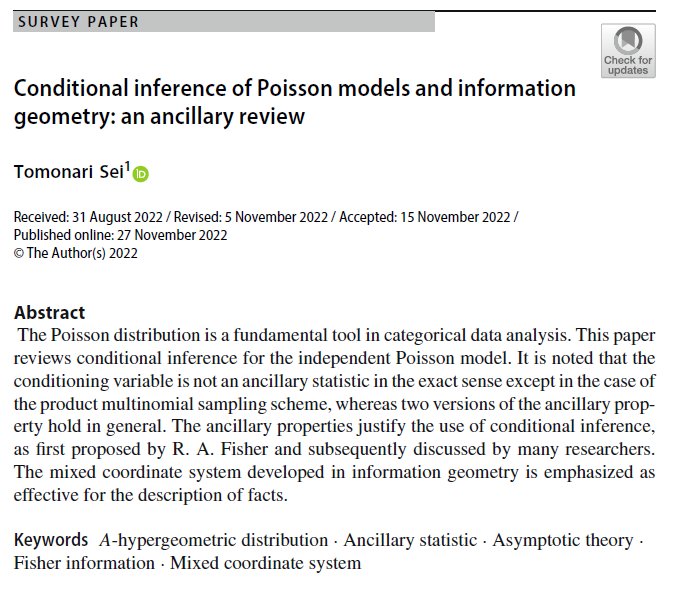 SURVEY PAPER
Check for
updates
Conditional inference of Poisson models and information
geometry: an ancillary review
Tomonari Sei1 iD
Received: 31 August 2022 / Revised: 5 November 2022 / Accepted: 15 November 2022 /
Published online: 27 November 2022
© The Author(s) 2022
Abstract
The Poisson distribution is a fundamental tool in categorical data analysis. This paper
reviews conditional inference for the independent Poisson model. It is noted that the
conditioning variable is not an ancillary statistic in the exact sense except in the case of
the product multinomial sampling scheme, whereas two versions of the ancillary prop-
erty hold in general. The ancillary properties justify the use of conditional inference,
as first proposed by R. A. Fisher and subsequently discussed by many researchers.
The mixed coordinate system developed in information geometry is emphasized as
effective for the description of facts.
Keywords A-hypergeometric distribution · Ancillary statistic · Asymptotic theory ·
Fisher information · Mixed coordinate system